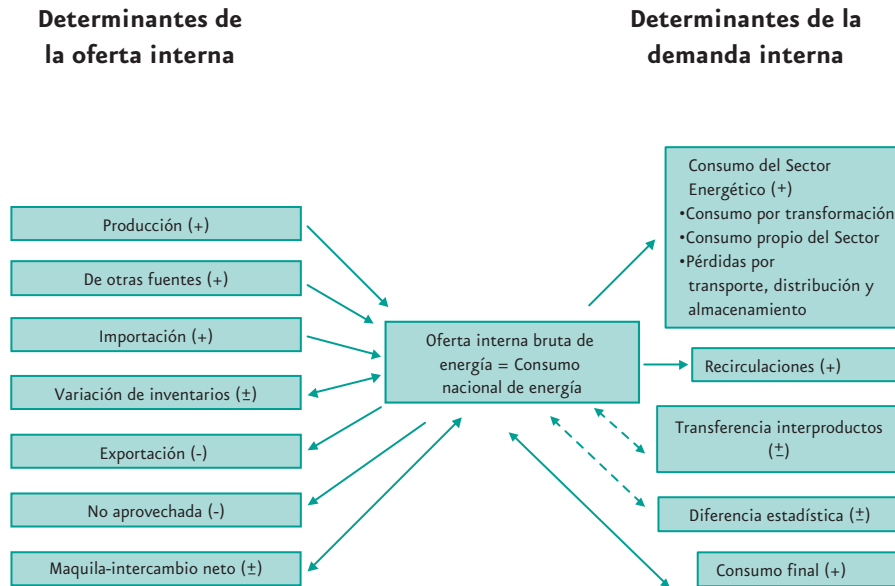 Determinantes de
la oferta interna
Determinantes de la
demanda interna
Producción (+)
De otras fuentes (+)
Importación (+)
Variación de inventarios (±)
Exportación (-)
No aprovechada (-)
Maquila-intercambio neto (±)
Oferta interna bruta de
energía = Consumo
nacional de energía
Consumo del Sector
Energético (+)
•Consumo por transformación
•Consumo propio del Sector
•Pérdidas por
transporte, distribución y
almacenamiento
Recirculaciones (+)
Transferencia interproductos
(±)
Diferencia estadística (±)
Consumo final (+)